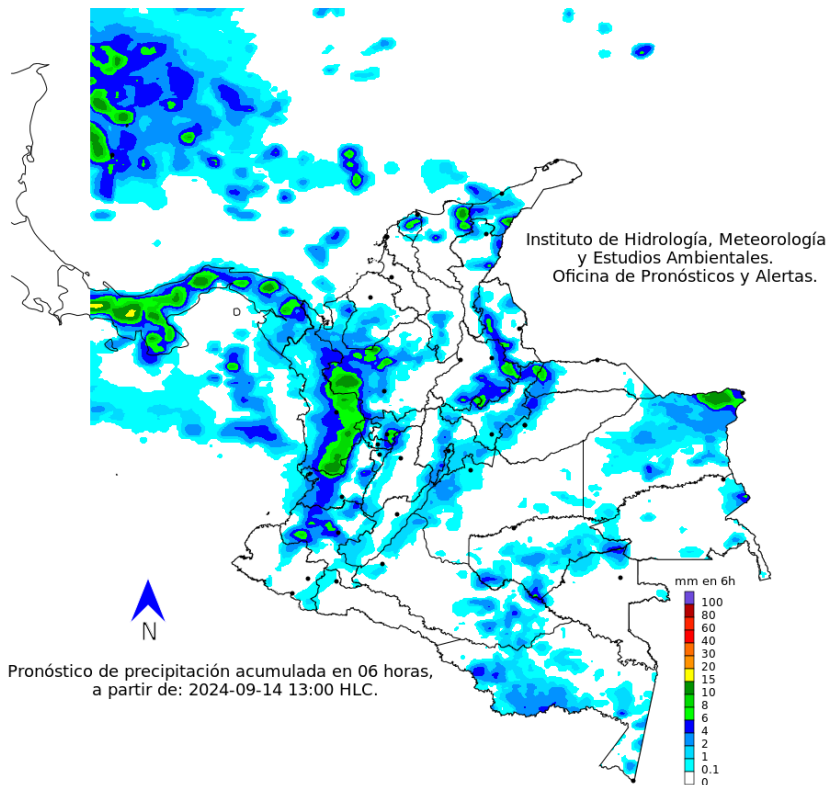 Instituto de Hidrología, Meteorología
y Estudios Ambientales.
Oficina de Pronósticos y Alertas.
D
N
mm en 6h
100
80
60
40
30
20
15
10
8
6
4
2
1
0.1
0
Pronóstico de precipitación acumulada en 06 horas,
a partir de: 2024-09-14 13:00 HLC.